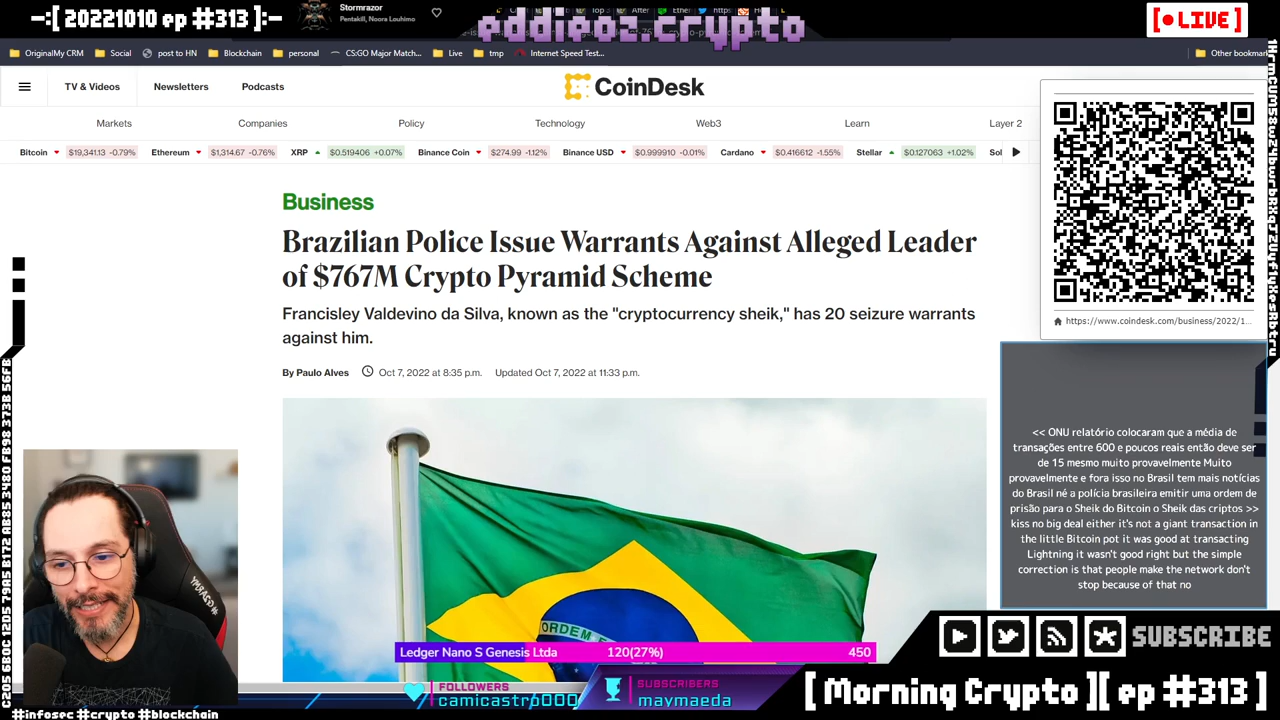 —:[ 20221010 ep #313 ]:—
Stormrazor
Pentakill, Noora Louhimo
eddieoz.crypto
[● LIVE ]
OriginalMy CRM
Social
post to HN
Blockchain
personal
CS:GO Major Match...
Live
tmp
Internet Speed Test...
Other bookmar
TV & Videos
Newsletters
Podcasts
CoinDesk
Markets
Companies
Policy
Technology
Web3
Learn
Layer 2
Bitcoin $19,341.13 -0.79%
Ethereum $1,314.67 -0.76%
XRP $0.519406 +0.07%
Binance Coin $274.99 -1.12%
Binance USD $0.999910 -0.01%
Cardano $0.416612 -1.55%
Stellar $0.127063 +1.02%
Sol
Business
Brazilian Police Issue Warrants Against Alleged Leader
of $767M Crypto Pyramid Scheme
Francisley Valdevino da Silva, known as the "cryptocurrency sheik," has 20 seizure warrants
against him.
By Paulo Alves
Oct 7, 2022 at 8:35 p.m.
Updated Oct 7, 2022 at 11:33 p.m.
https://www.coindesk.com/business/2022/1...
<< ONU relatório colocaram que a média de
transações entre 600 e poucos reais então deve ser
de 15 mesmo muito provavelmente Muito
provavelmente e fora isso no Brasil tem mais notícias
do Brasil né a polícia brasileira emitir uma ordem de
prisão para o Sheik do Bitcoin o Sheik das criptos >>
kiss no big deal either it's not a giant transaction in
the little Bitcoin pot it was good at transacting
Lightning it wasn't good right but the simple
correction is that people make the network don't
stop because of that no
ORDEM E
Ledger Nano S Genesis Ltda
120(27%)
450
FOLLOWERS
camicastrp000
SUBSCRIBERS
maymaeda
SUBSCRIBE
[ Morning Crypto ][ ep #313 ]
#infosec #crypto #blockchain